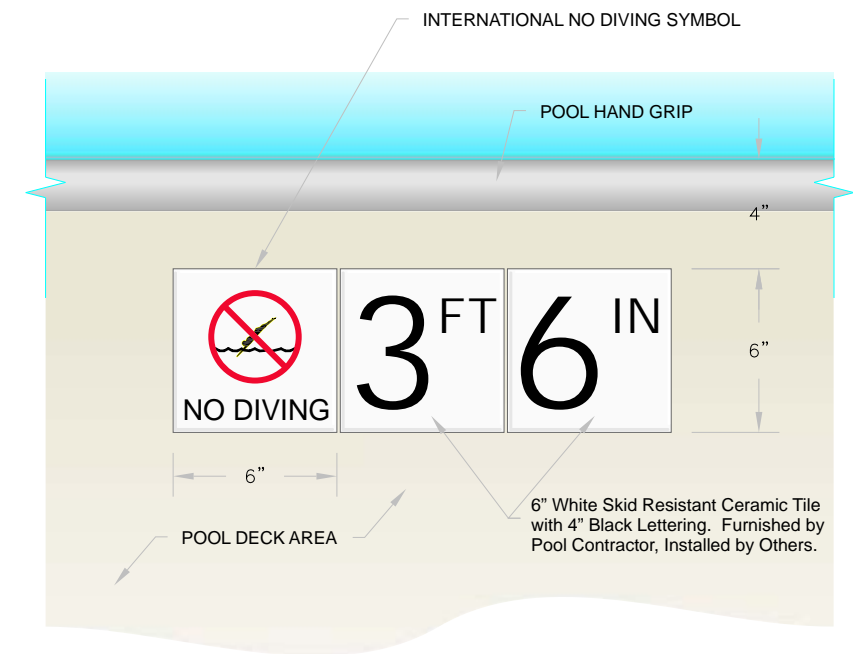 INTERNATIONAL NO DIVING SYMBOL
POOL HAND GRIP
4”
3 FT 6 IN
6”
NO DIVING
6”
6” White Skid Resistant Ceramic Tile
with 4” Black Lettering. Furnished by
Pool Contractor, Installed by Others.
POOL DECK AREA